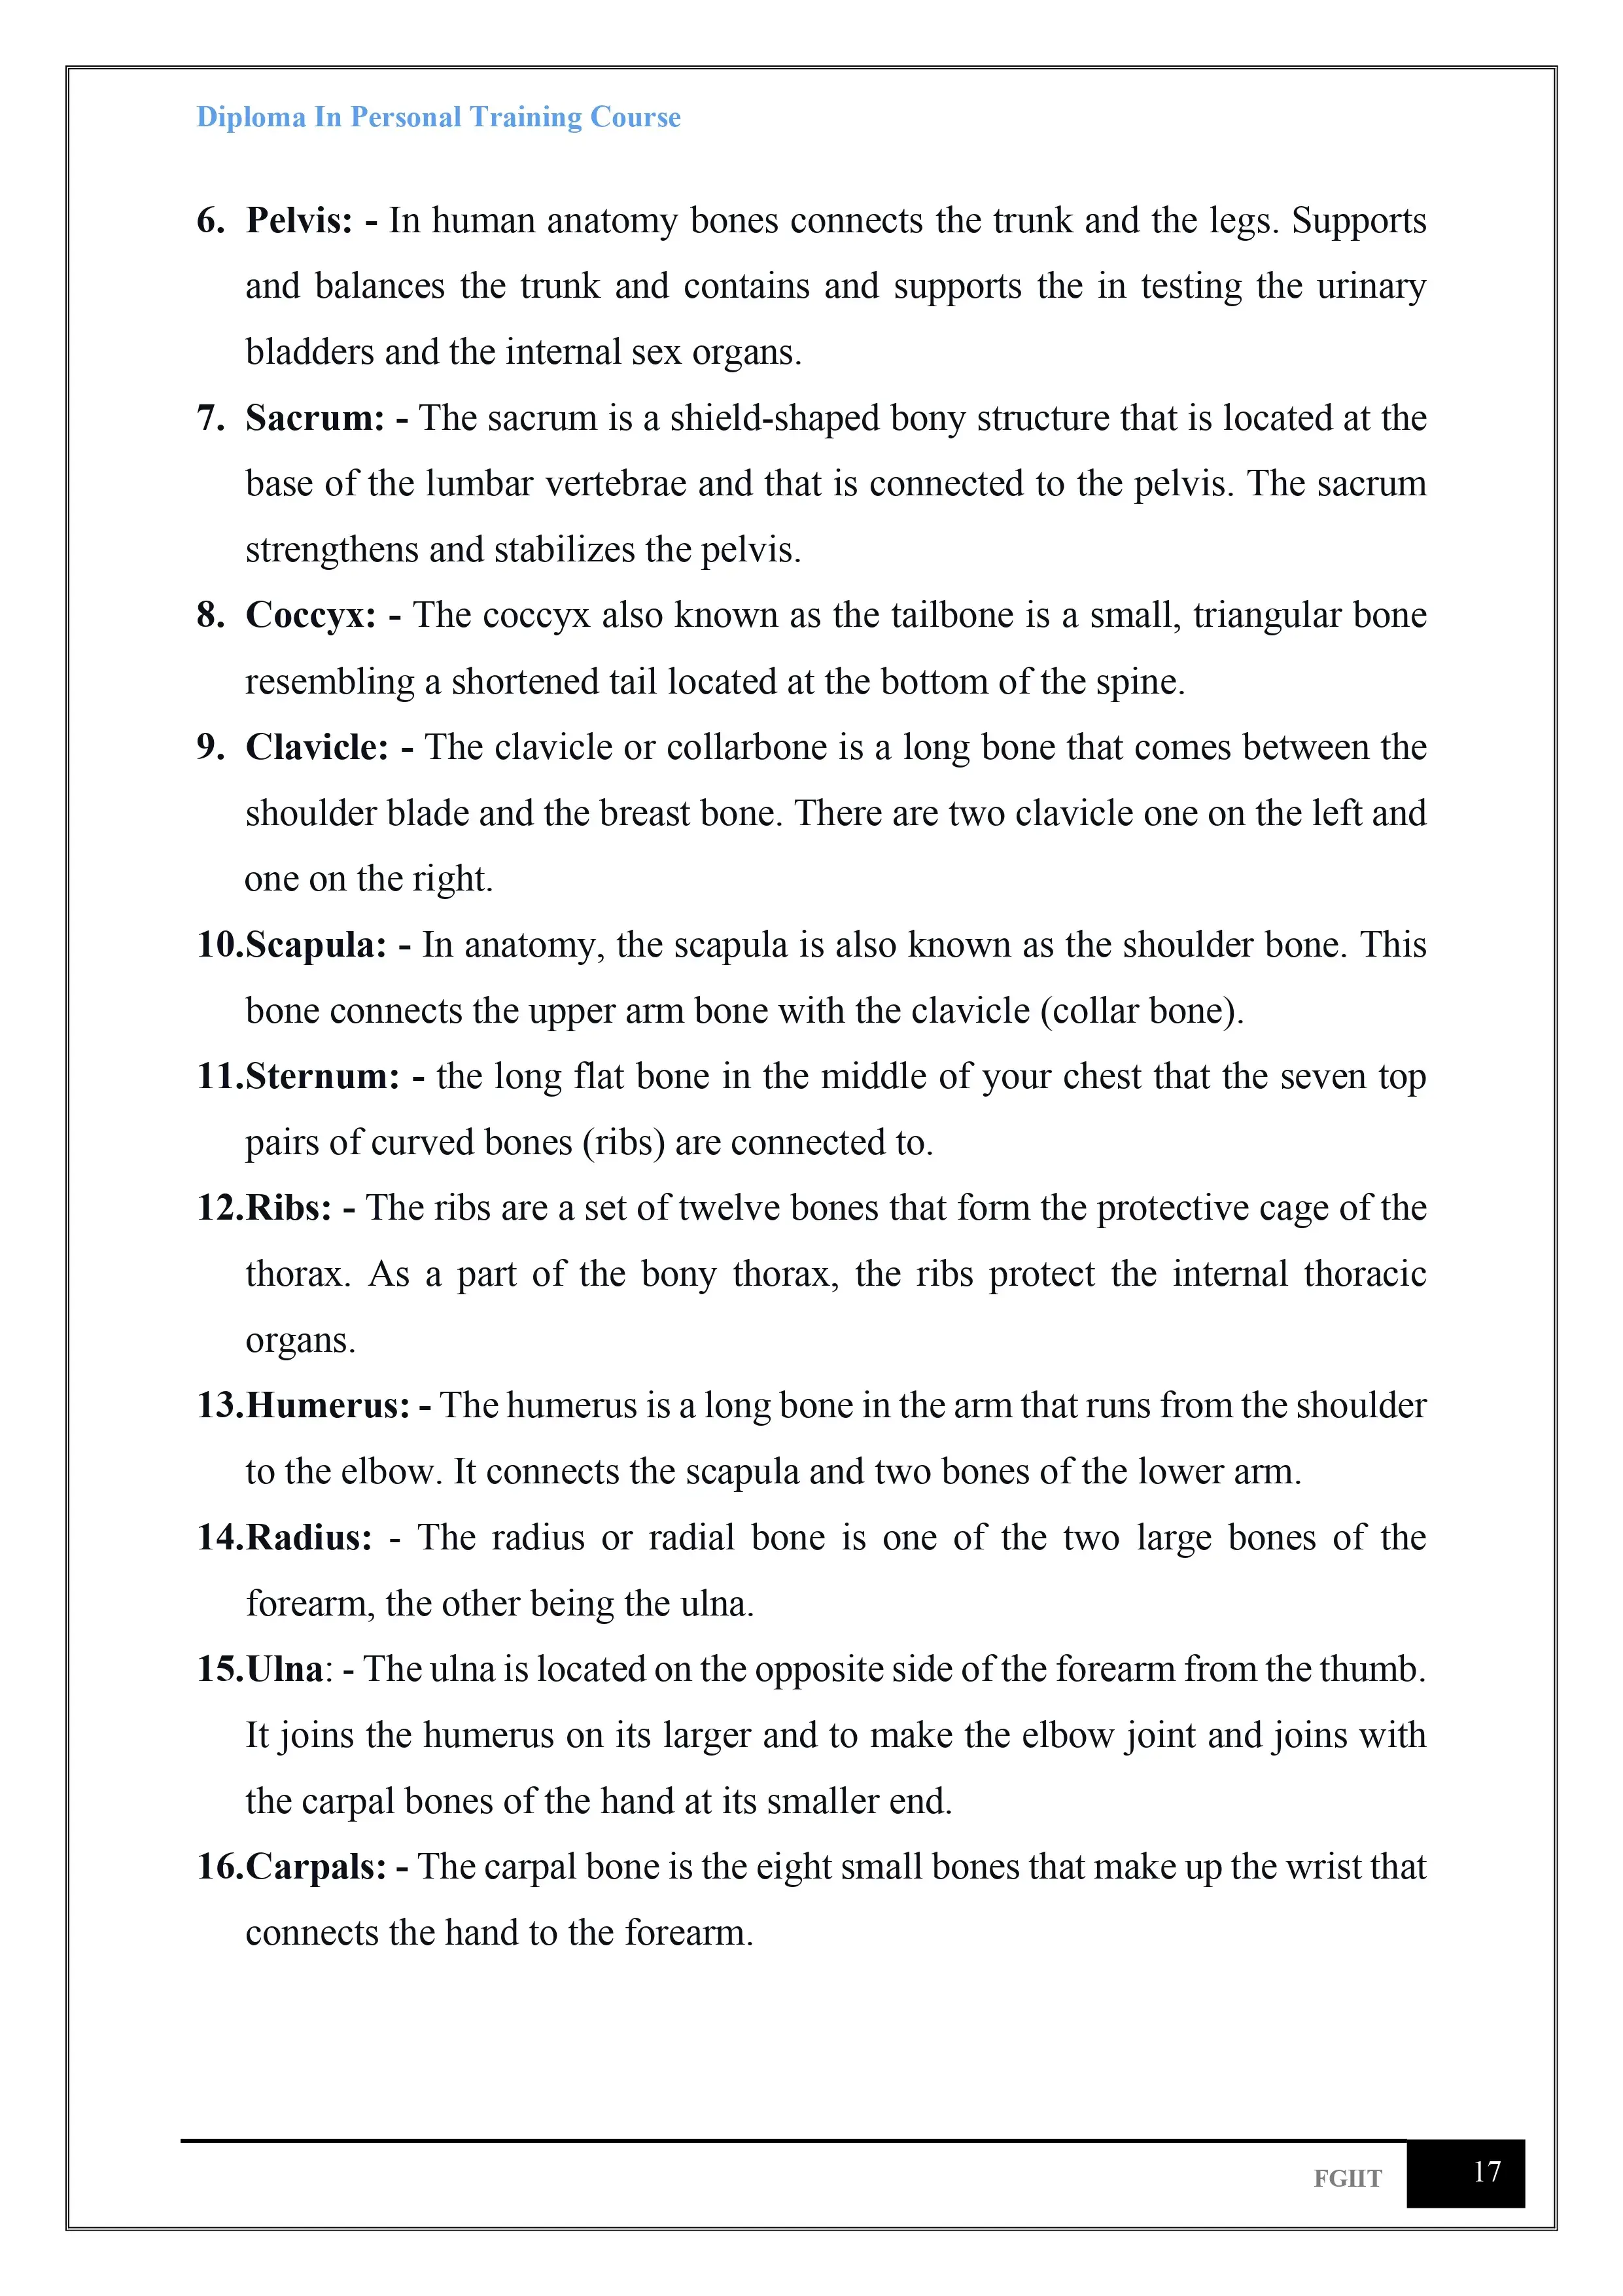 Diploma In Personal Training Course
6. Pelvis: - In human anatomy bones connects the trunk and the legs. Supports
and balances the trunk and contains and supports the in testing the urinary
bladders and the internal sex organs.
7. Sacrum: - The sacrum is a shield-shaped bony structure that is located at the
base of the lumbar vertebrae and that is connected to the pelvis. The sacrum
strengthens and stabilizes the pelvis.
8. Coccyx: - The coccyx also known as the tailbone is a small, triangular bone
resembling a shortened tail located at the bottom of the spine.
9. Clavicle: - The clavicle or collarbone is a long bone that comes between the
shoulder blade and the breast bone. There are two clavicle one on the left and
one on the right.
10.Scapula: - In anatomy, the scapula is also known as the shoulder bone. This
bone connects the upper arm bone with the clavicle (collar bone).
11.Sternum: - the long flat bone in the middle of your chest that the seven top
pairs of curved bones (ribs) are connected to.
12.Ribs: - The ribs are a set of twelve bones that form the protective cage of the
thorax. As a part of the bony thorax, the ribs protect the internal thoracic
organs.
13.Humerus: - The humerus is a long bone in the arm that runs from the shoulder
to the elbow. It connects the scapula and two bones of the lower arm.
14.Radius: - The radius or radial bone is one of the two large bones of the
forearm, the other being the ulna.
15.Ulna: - The ulna is located on the opposite side of the forearm from the thumb.
It joins the humerus on its larger and to make the elbow joint and joins with
the carpal bones of the hand at its smaller end.
16.Carpals: - The carpal bone is the eight small bones that make up the wrist that
connects the hand to the forearm.
FGIIT 17